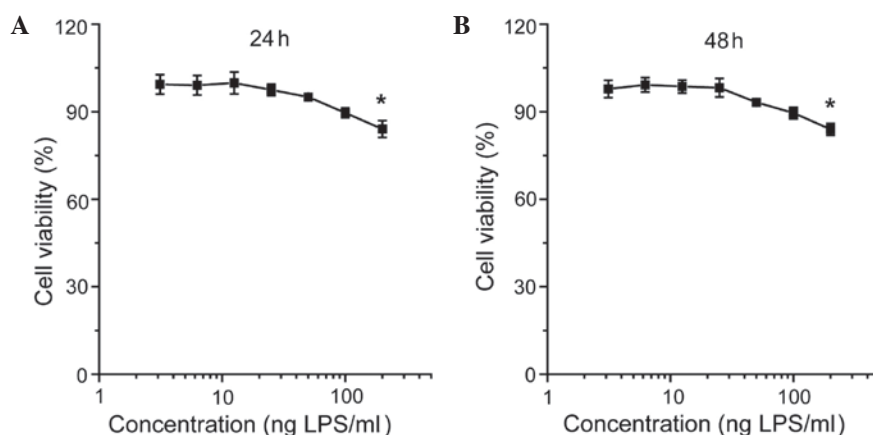 A
24 h
120
90
60
30
0
Cell viability (%)
*
1
10
100
Concentration (ng LPS/ml)
B
48 h
120
90
60
30
0
Cell viability (%)
*
1
10
100
Concentration (ng LPS/ml)